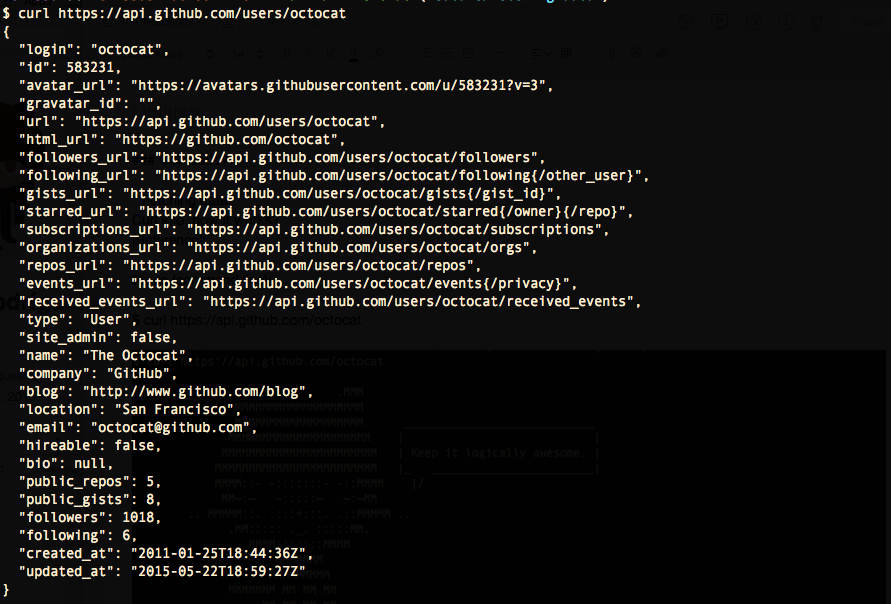 $ curl https://api.github.com/users/octocat
{
  "login": "octocat",
  "id": 583231,
  "avatar_url": "https://avatars.githubusercontent.com/u/583231?v=3",
  "gravatar_id": "",
  "url": "https://api.github.com/users/octocat",
  "html_url": "https://github.com/octocat",
  "followers_url": "https://api.github.com/users/octocat/followers",
  "following_url": "https://api.github.com/users/octocat/following{/other_user}",
  "gists_url": "https://api.github.com/users/octocat/gists{/gist_id}",
  "starred_url": "https://api.github.com/users/octocat/starred{/owner}{/repo}",
  "subscriptions_url": "https://api.github.com/users/octocat/subscriptions",
  "organizations_url": "https://api.github.com/users/octocat/orgs",
  "repos_url": "https://api.github.com/users/octocat/repos",
  "events_url": "https://api.github.com/users/octocat/events{/privacy}",
  "received_events_url": "https://api.github.com/users/octocat/received_events",
  "type": "User",
$ curl https://api.github.com/octocat
  "site_admin": false,
  "name": "The Octocat",
https://api.github.com/octocat
  "company": "GitHub",
  "blog": "http://www.github.com/blog",
  "location": "San Francisco",
  "email": "octocat@github.com",
  "hireable": false,
Keep it logically awesome.
  "bio": null,
  "public_repos": 5,
  "public_gists": 8,
  "followers": 1018,
  "following": 6,
  "created_at": "2011-01-25T18:44:36Z",
  "updated_at": "2015-05-22T18:59:27Z"
}